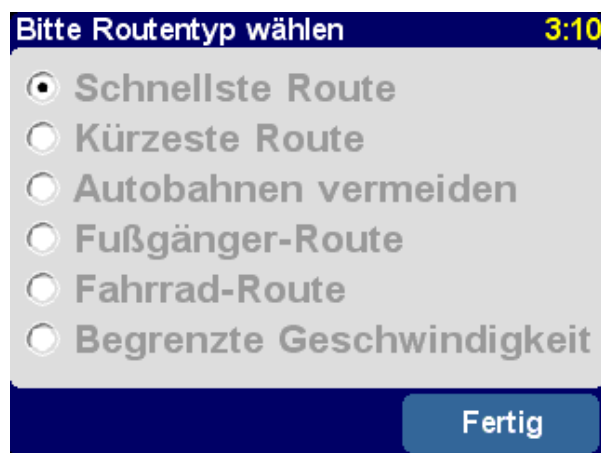 Bitte Routentyp wählen 3:10
Schnellste Route
Kürzeste Route
Autobahnen vermeiden
Fußgänger-Route
Fahrrad-Route
Begrenzte Geschwindigkeit
Fertig